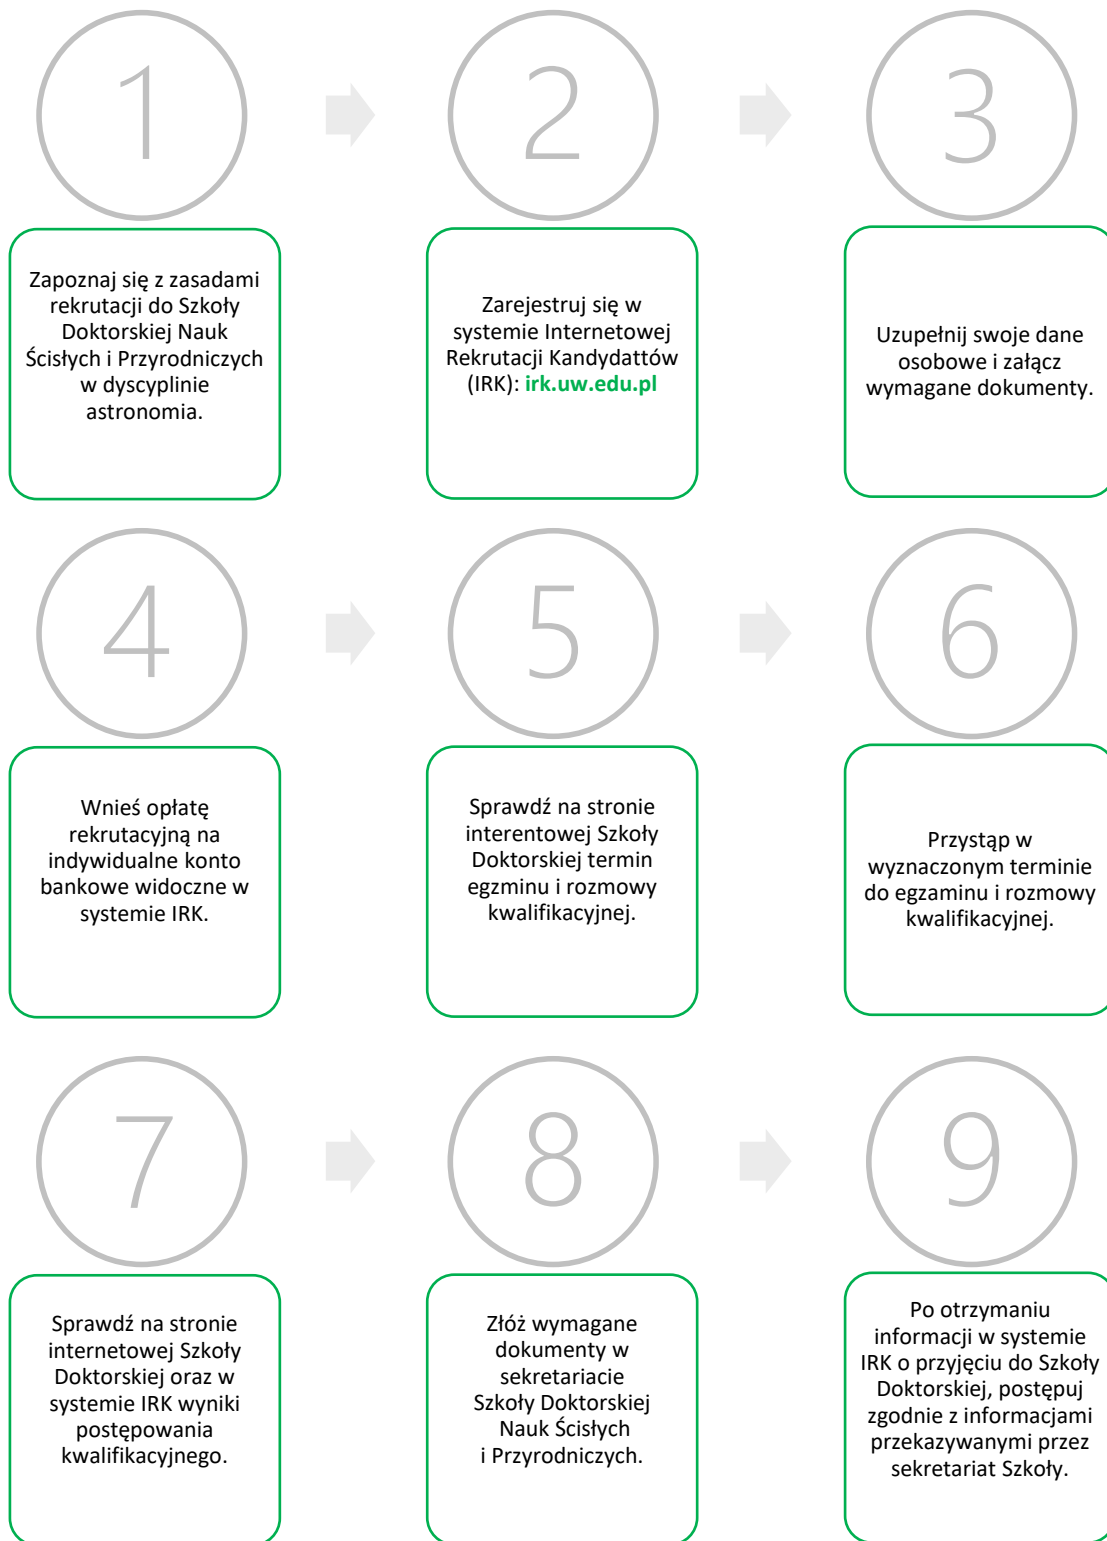 1
2
3
Zapoznaj się z zasadami
rekrutacji do Szkoły
Doktorskiej Nauk
Ścisłych i Przyrodniczych
w dyscyplinie
astronomia.
Zarejestruj się w
systemie Internetowej
Rekrutacji Kandydattów
(IRK): irk.uw.edu.pl
Uzupełnij swoje dane
osobowe i załącz
wymagane dokumenty.
4
5
6
Wnieś opłatę
rekrutacyjną na
indywidualne konto
bankowe widoczne w
systemie IRK.
Sprawdź na stronie
interentowej Szkoły
Doktorskiej termin
egzminu i rozmowy
kwalifikacyjnej.
Przystąp w
wyznaczonym terminie
do egzaminu i rozmowy
kwalifikacyjnej.
7
8
9
Sprawdź na stronie
internetowej Szkoły
Doktorskiej oraz w
systemie IRK wyniki
postępowania
kwalifikacyjnego.
Złóż wymagane
dokumenty w
sekretariacie
Szkoły Doktorskiej
Nauk Ścisłych
i Przyrodniczych.
Po otrzymaniu
informacji w systemie
IRK o przyjęciu do Szkoły
Doktorskiej, postępuj
zgodnie z informacjami
przekazywanymi przez
sekretariat Szkoły.